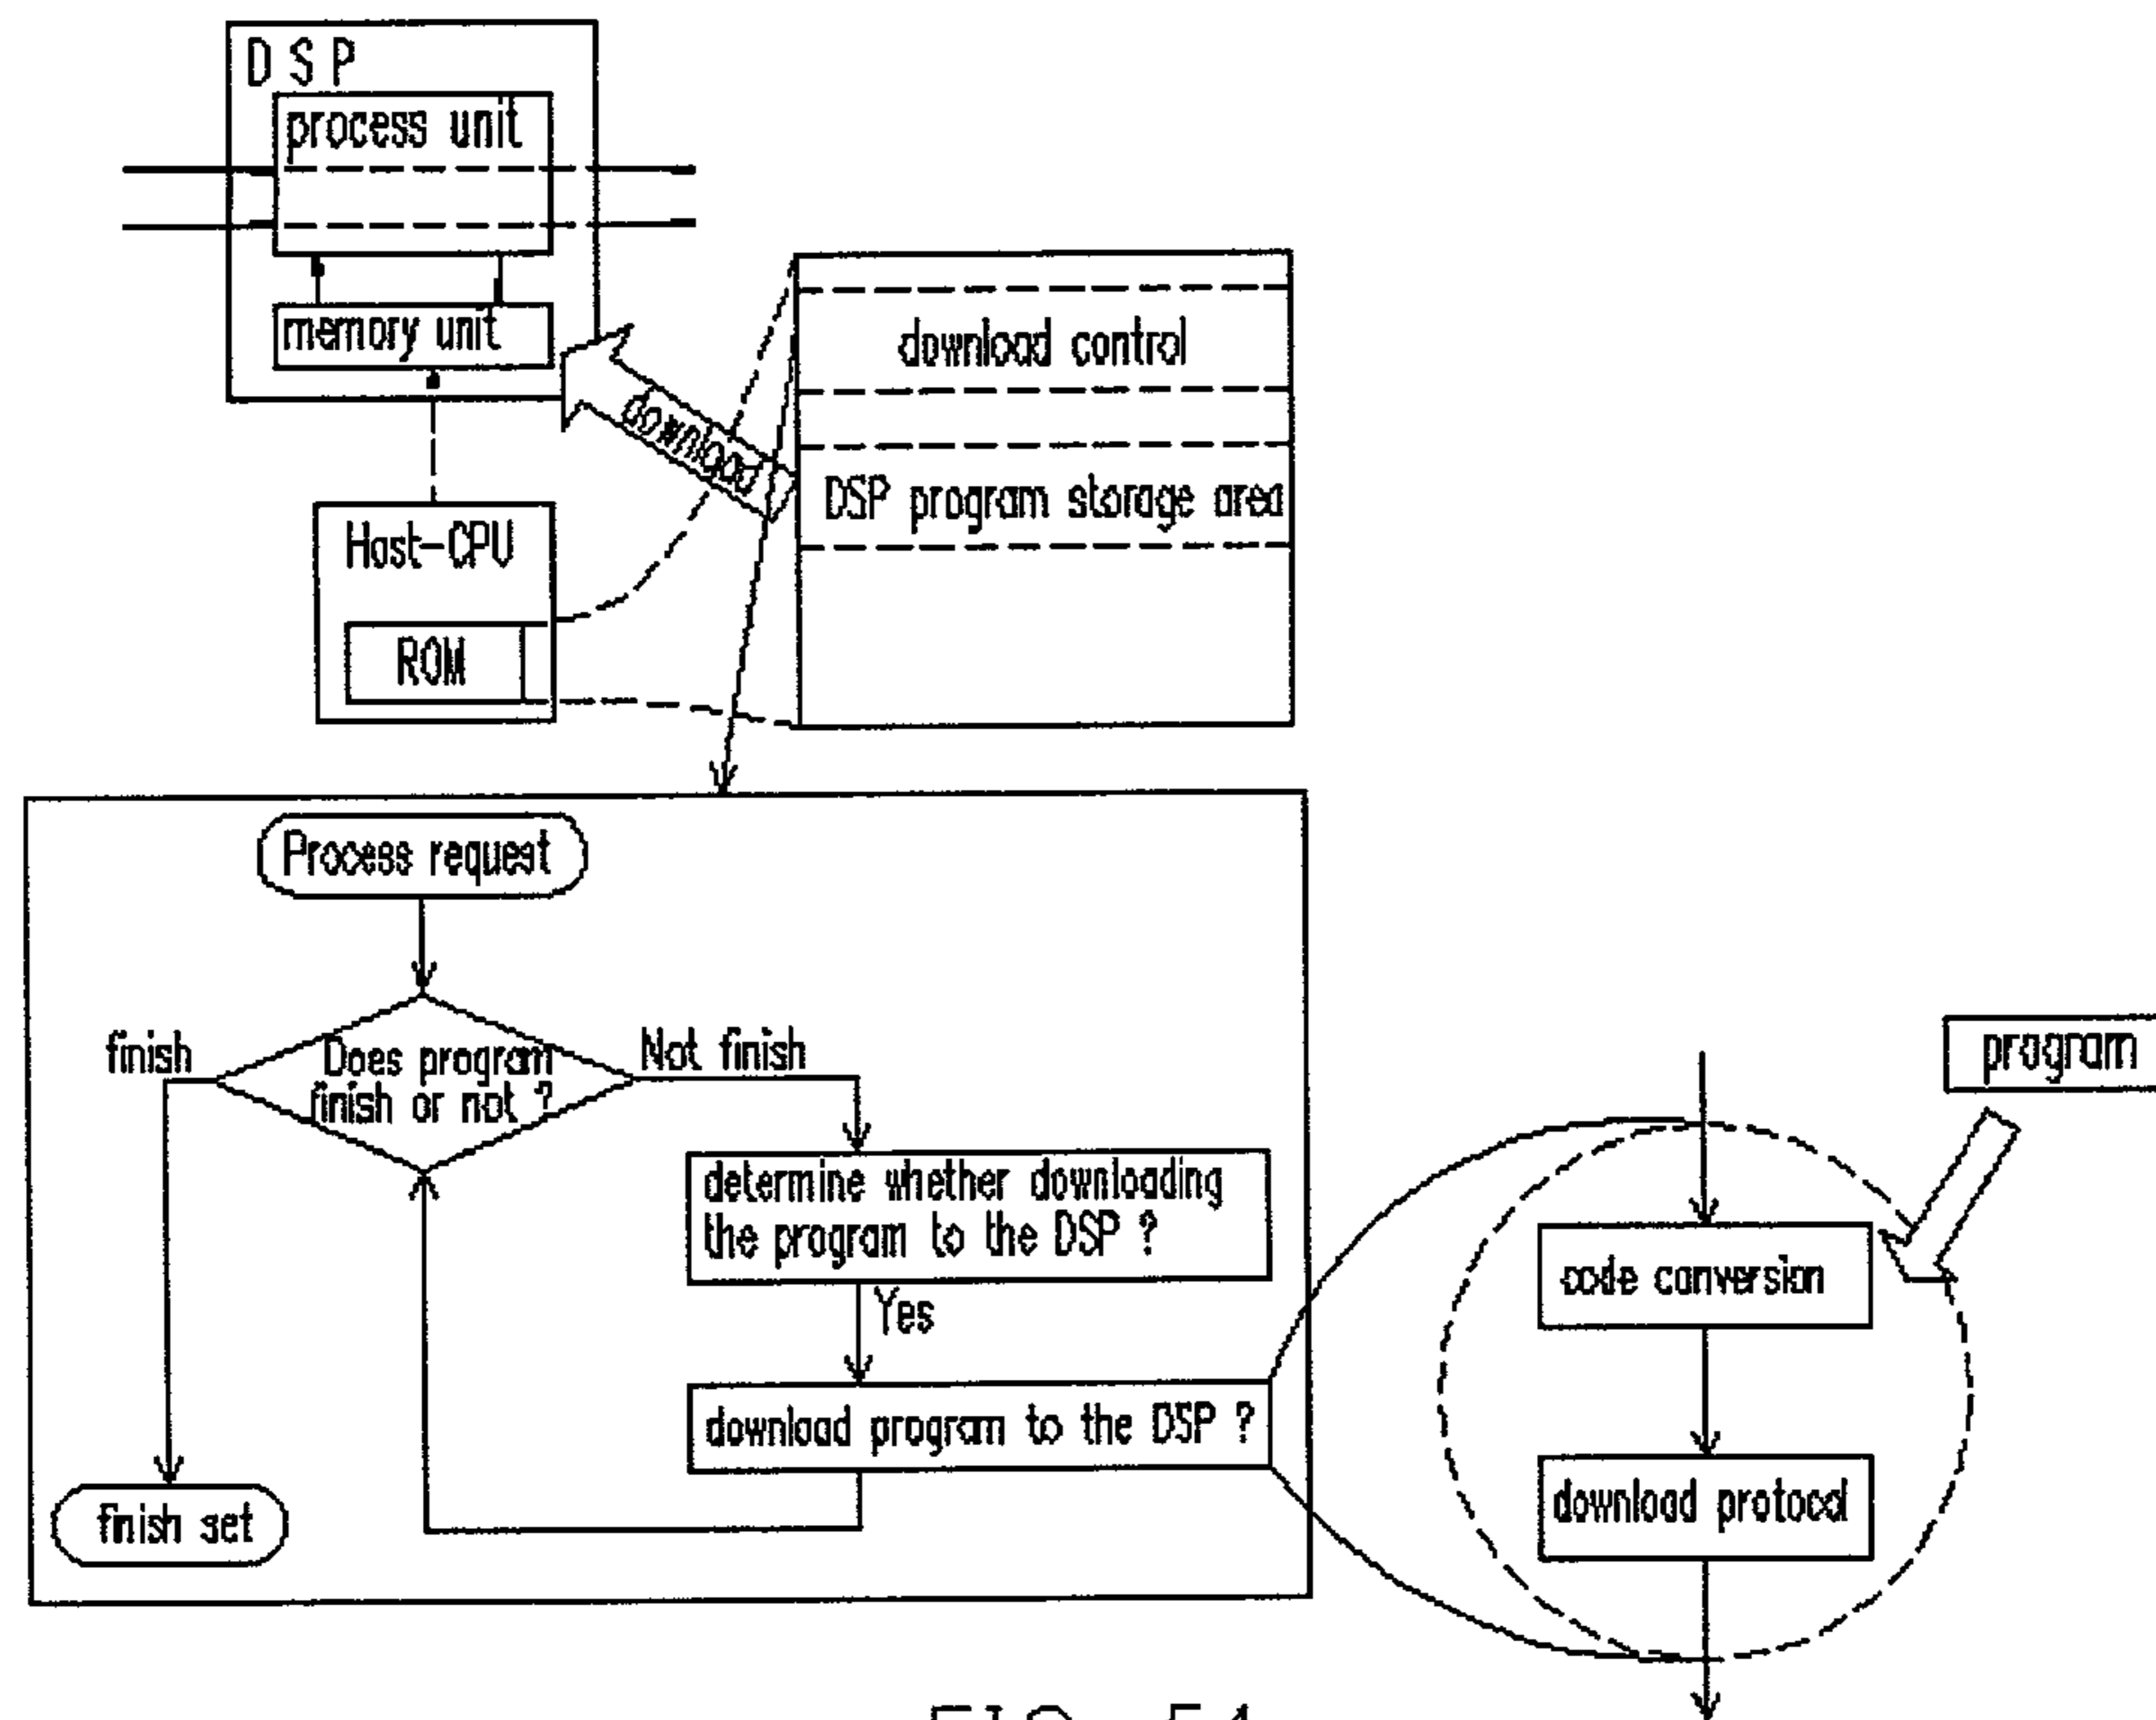 D S P
process unit
memory unit
download
download control
DSP program storage area
Host-CPU
ROM
Process request
finish
Does program
finish or not ?
Not finish
determine whether downloading
the program to the DSP ?
Yes
download program to the DSP ?
finish set
program
code conversion
download protocol